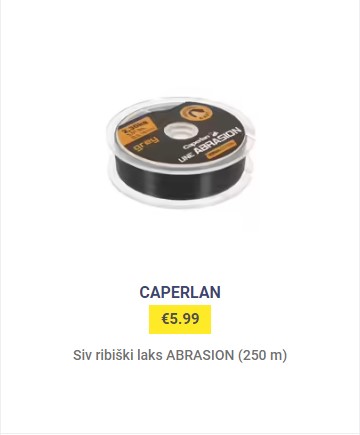 grey
Caperlan
LINE ABRASION
CAPERLAN
€5.99
Siv ribiški laks ABRASION (250 m)